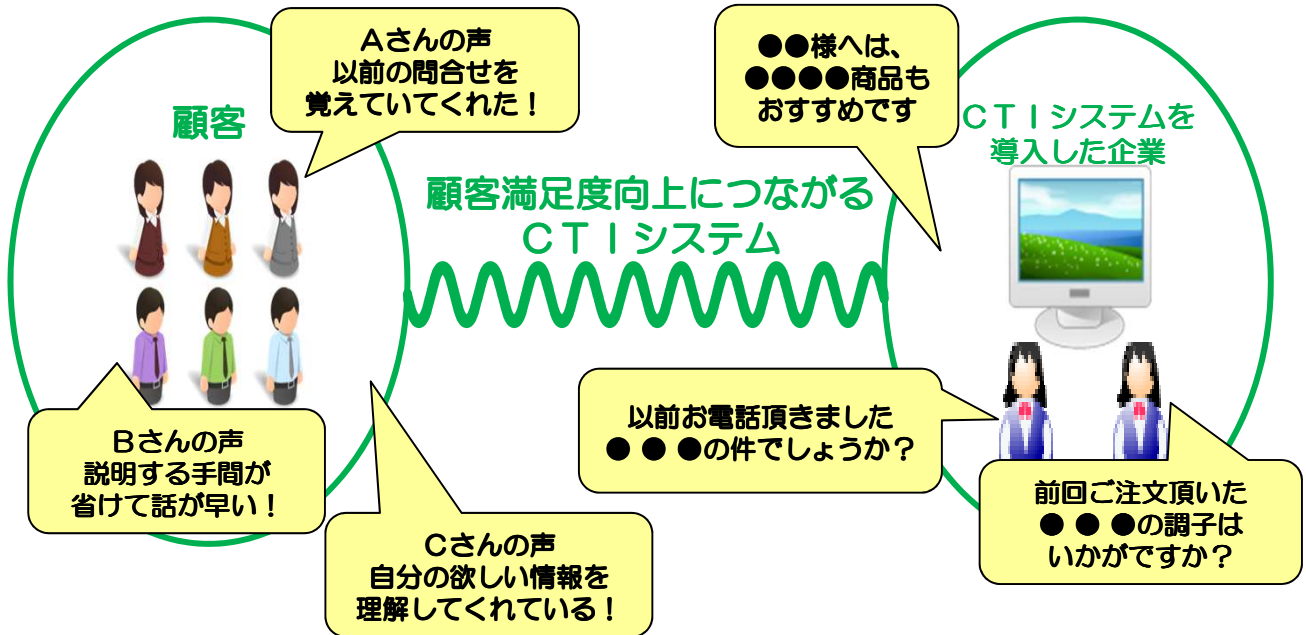 Aさんの声
以前の問合せを
覚えていてくれた！
●●様へは、
●●●●商品も
おすすめです
顧客
ＣＴＩシステムを
導入した企業
顧客満足度向上につながる
ＣＴＩシステム
以前お電話頂きました
● ● ●の件でしょうか？
Bさんの声
説明する手間が
省けて話が早い！
前回ご注文頂いた
● ● ●の調子は
いかがですか？
Cさんの声
自分の欲しい情報を
理解してくれている！